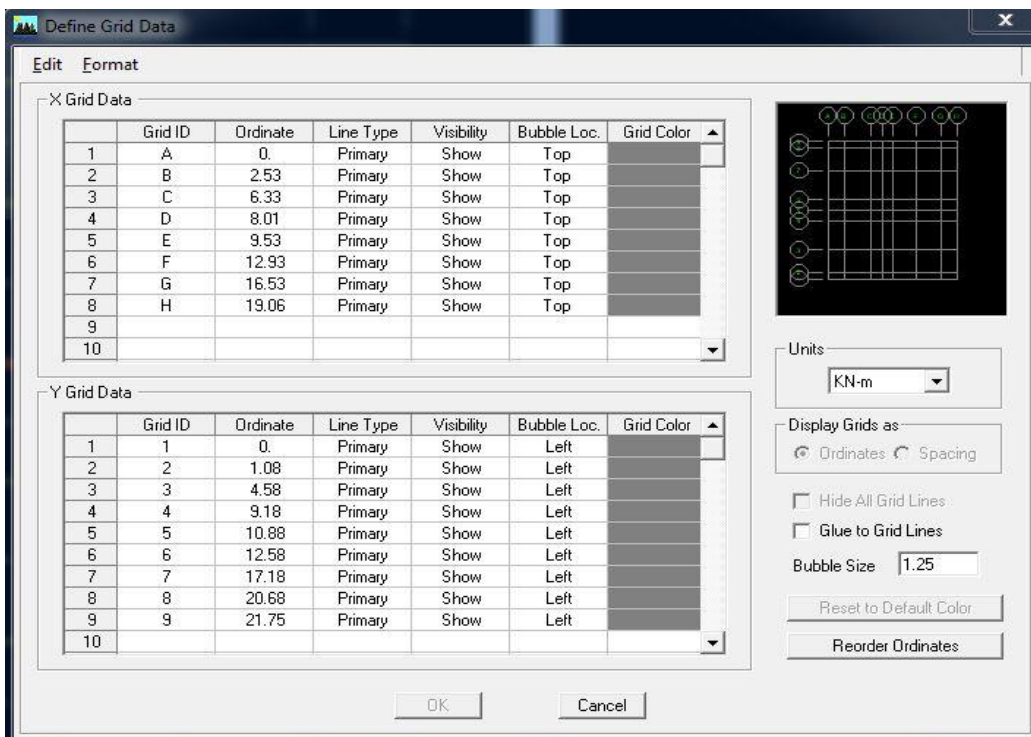 Define Grid Data
x
Edit Format
X Grid Data
Grid ID Ordinate Line Type Visibility Bubble Loc. Grid Color
1 A 0. Primary Show Top
2 B 2.53 Primary Show Top
3 C 6.33 Primary Show Top
4 D 8.01 Primary Show Top
5 E 9.53 Primary Show Top
6 F 12.93 Primary Show Top
7 G 16.53 Primary Show Top
8 H 19.06 Primary Show Top
9
10
Units
KN-m
Y Grid Data
Grid ID Ordinate Line Type Visibility Bubble Loc. Grid Color
1 1 0. Primary Show Left
2 2 1.08 Primary Show Left
3 3 4.58 Primary Show Left
4 4 9.18 Primary Show Left
5 5 10.88 Primary Show Left
6 6 12.58 Primary Show Left
7 7 17.18 Primary Show Left
8 8 20.68 Primary Show Left
9 9 21.75 Primary Show Left
10
Display Grids as
Ordinates Spacing
Hide All Grid Lines
Glue to Grid Lines
Bubble Size 1.25
Reset to Default Color
Reorder Ordinates
OK Cancel